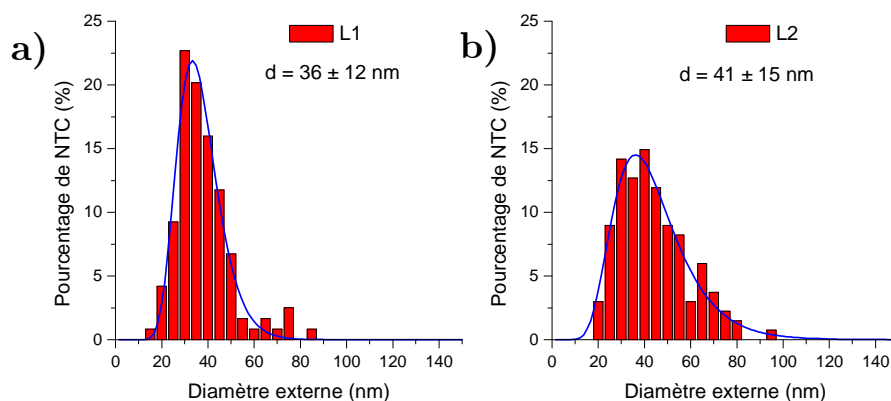 a)
L1
d = 36 ± 12 nm
Pourcentage de NTC (%)
25
20
15
10
5
0
0 20 40 60 80 100 120 140
Diamètre externe (nm)
b)
L2
d = 41 ± 15 nm
Pourcentage de NTC (%)
25
20
15
10
5
0
0 20 40 60 80 100 120 140
Diamètre externe (nm)